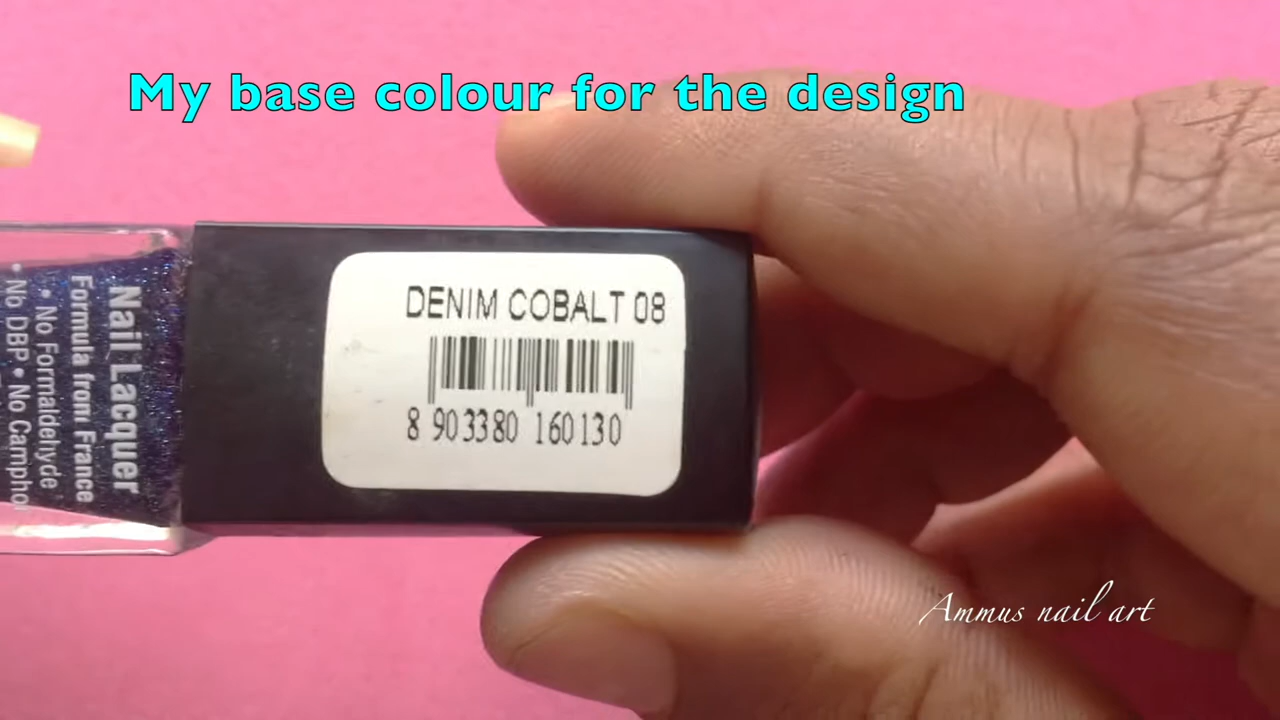 My base colour for the design
DENIM COBALT 08
8 903380 160130
Nail Lacquer
Formula from France
• No Formaldehyde
• No DBP • No Campho
Ammus nail art